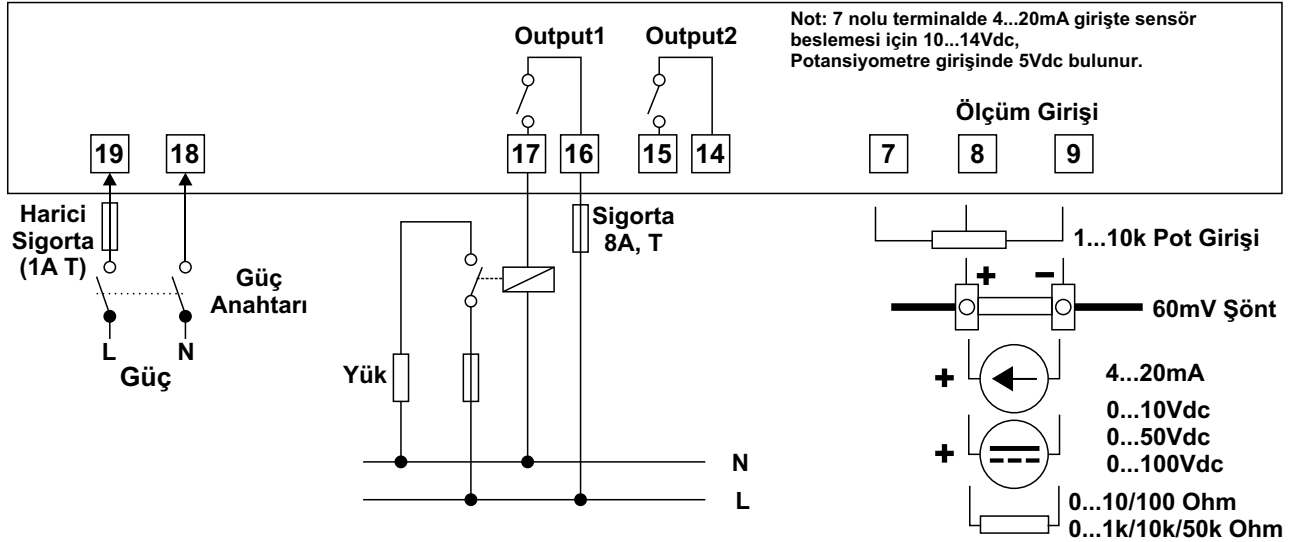 Not: 7 nolu terminalde 4...20mA girişte sensör
beslemesi için 10...14Vdc,
Potansiyometre girişinde 5Vdc bulunur.
Output1
Output2
Ölçüm Girişi
19
18
17
16
15
14
7
8
9
Harici
Sigorta
(1A T)
Güç
Anahtarı
L
N
Güç
Sigorta
8A, T
Yük
N
L
1...10k Pot Girişi
+
-
60mV Şönt
+
4...20mA
0...10Vdc
0...50Vdc
0...100Vdc
+
0...10/100 Ohm
0...1k/10k/50k Ohm